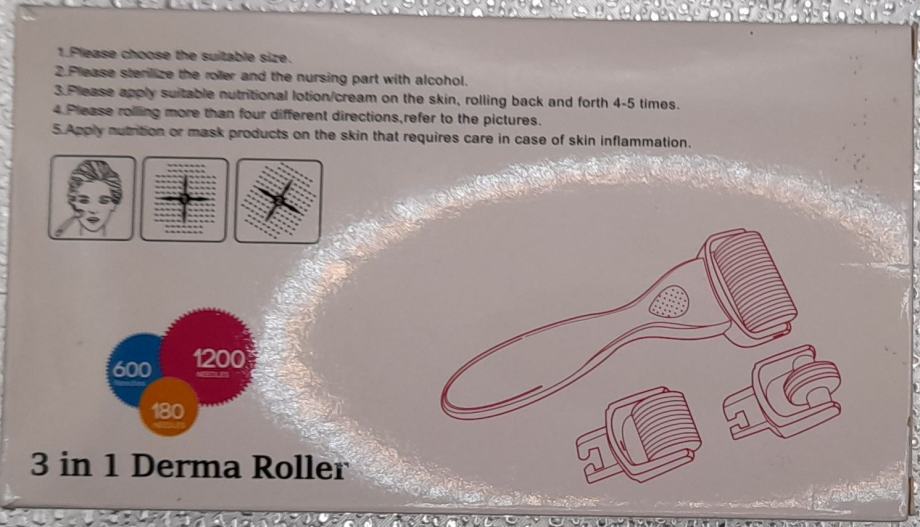 1.Please choose the suitable size.
2.Please sterilize the roller and the nursing part with alcohol.
3.Please apply suitable nutritional lotion/cream on the skin, rolling back and forth 4-5 times.
4.Please rolling more than four different directions,refer to the pictures.
5.Apply nutrition or mask products on the skin that requires care in case of skin inflammation.
600
Needles
1200
NEEDLES
180
NEEDLES
3 in 1 Derma Roller